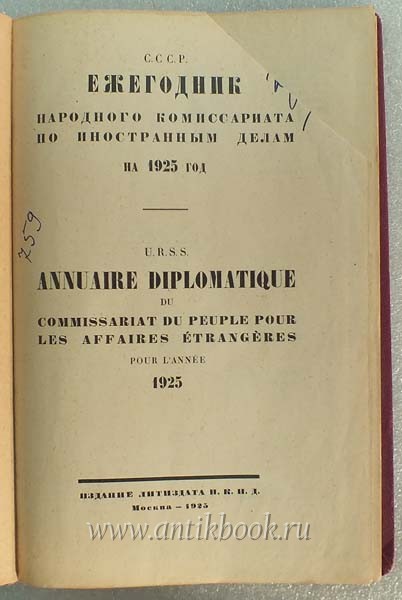 С.С.С.Р.
ЕЖЕГОДНИК
НАРОДНОГО КОМИССАРИАТА
ПО ИНОСТРАННЫМ ДЕЛАМ
НА 1925 ГОД
759
U.R.S.S.
ANNUAIRE DIPLOMATIQUE
DU
COMMISSARIAT DU PEUPLE POUR
LES AFFAIRES ÉTRANGÈRES
POUR L'ANNÉE
1925
ИЗДАНИЕ ЛИТИЗДАТА Н.К.И.Д.
Москва — 1925
www.antikbook.ru